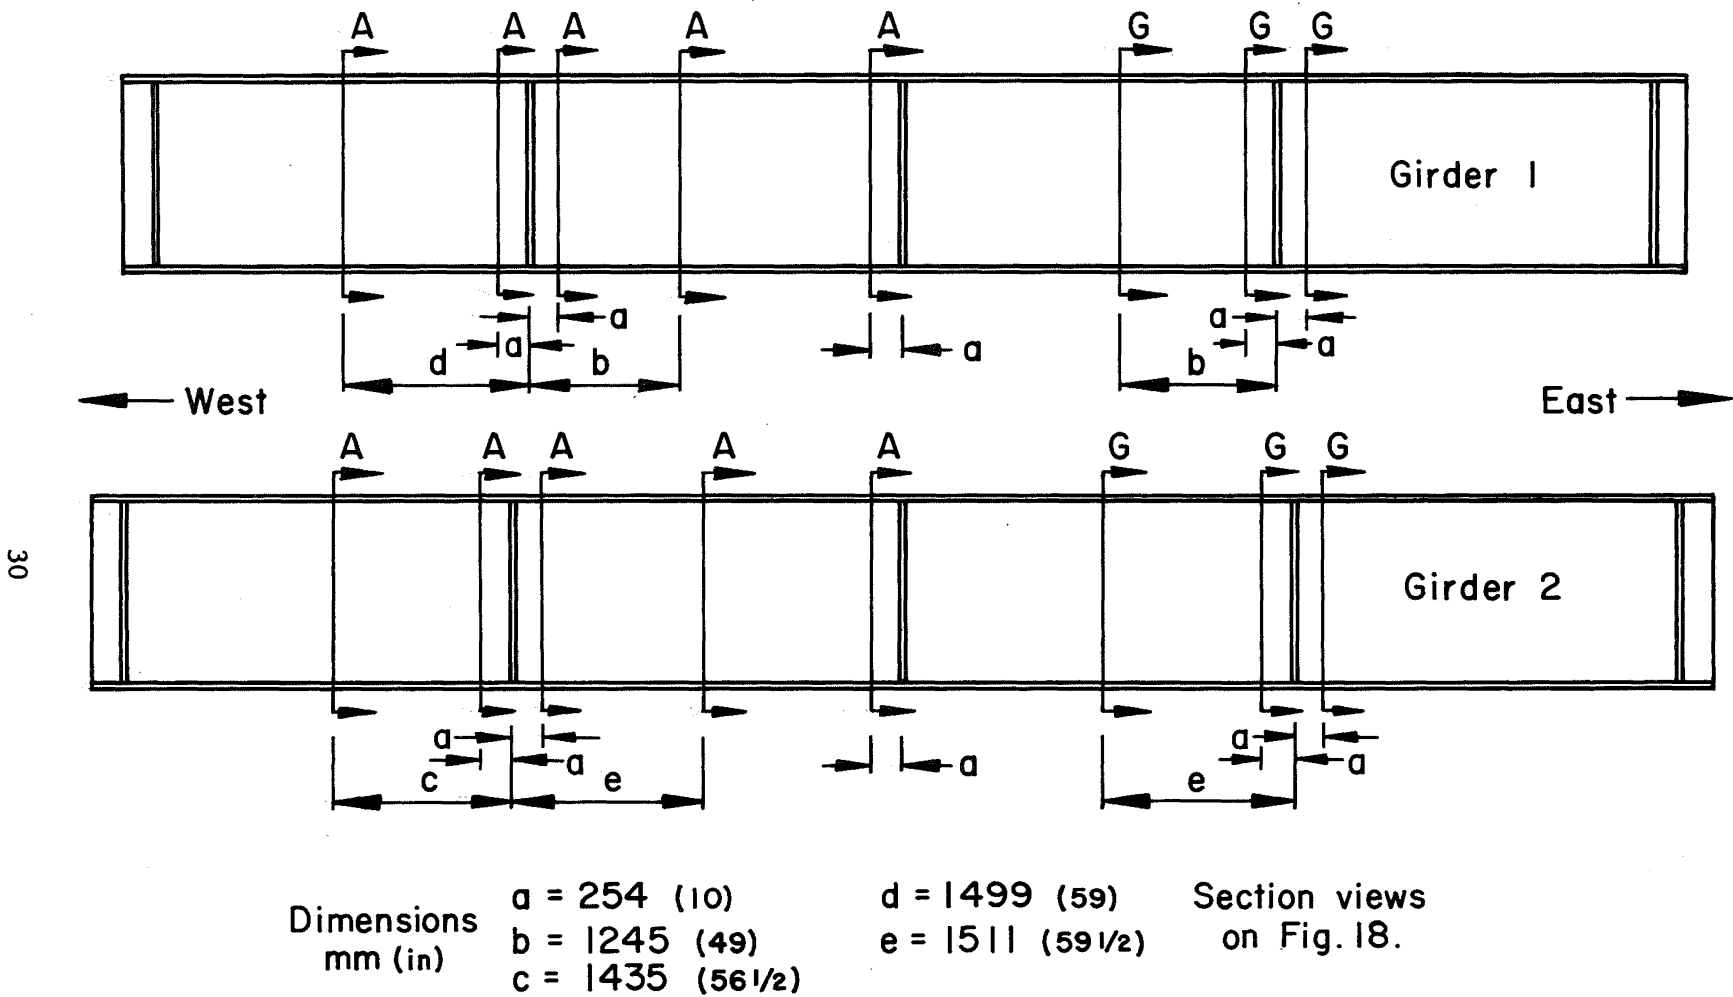 A A A A A G G G
Girder 1
a
a a a a
d b b
West East
A A A A A G G G
Girder 2
30
a a
a a a
c e e
Dimensions
mm (in)
a = 254 (10)
b = 1245 (49)
c = 1435 (56 1/2)
d = 1499 (59)
e = 1511 (59 1/2)
Section views
on Fig. 18.